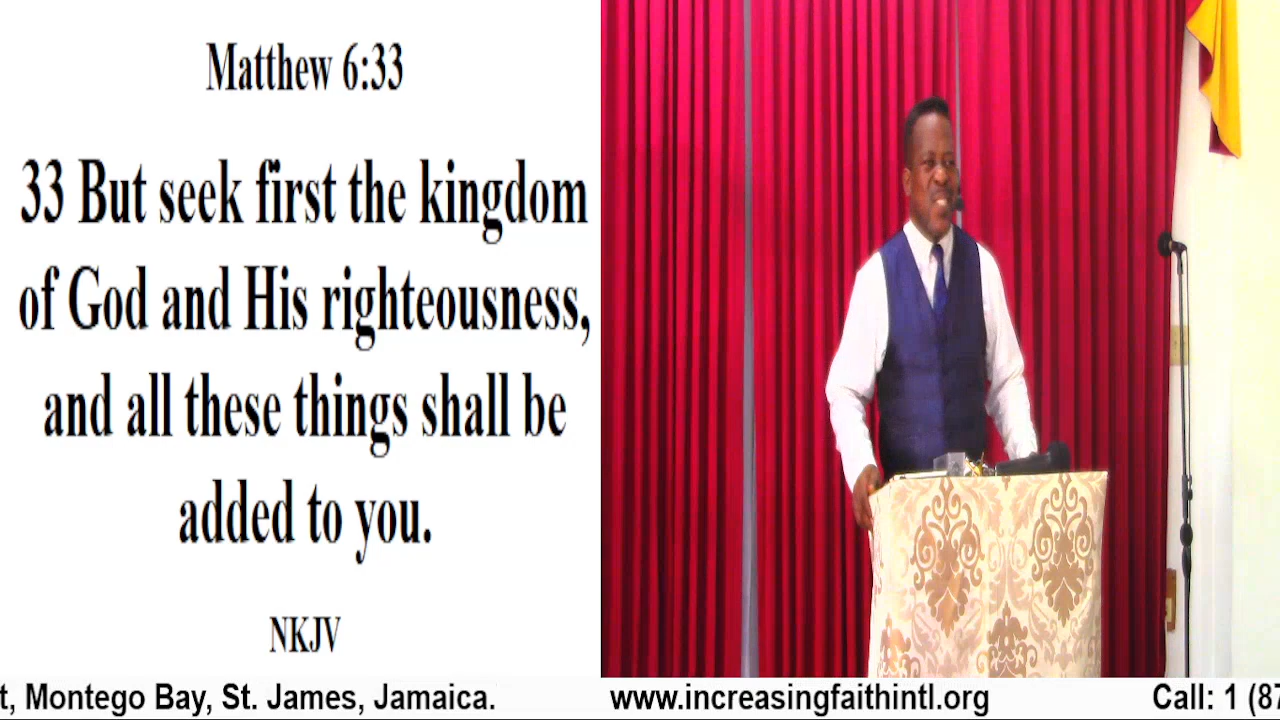 Matthew 6:33
33 But seek first the kingdom
of God and His righteousness,
and all these things shall be
added to you.
NKJV
t, Montego Bay, St. James, Jamaica. www.increasingfaithintl.org Call: 1 (87